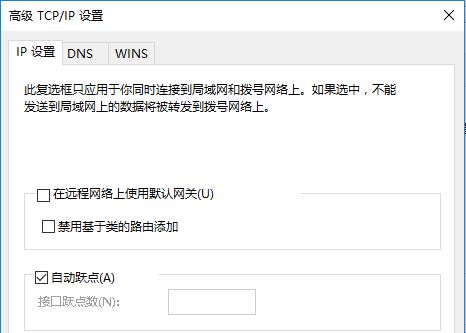 高级 TCP/IP 设置
IP 设置 DNS WINS
此复选框只应用于你同时连接到局域网和拨号网络上。如果选中，不能
发送到局域网上的数据将被转发到拨号网络上。
在远程网络上使用默认网关(U)
禁用基于类的路由添加
自动跃点(A)
接口跃点数(N):